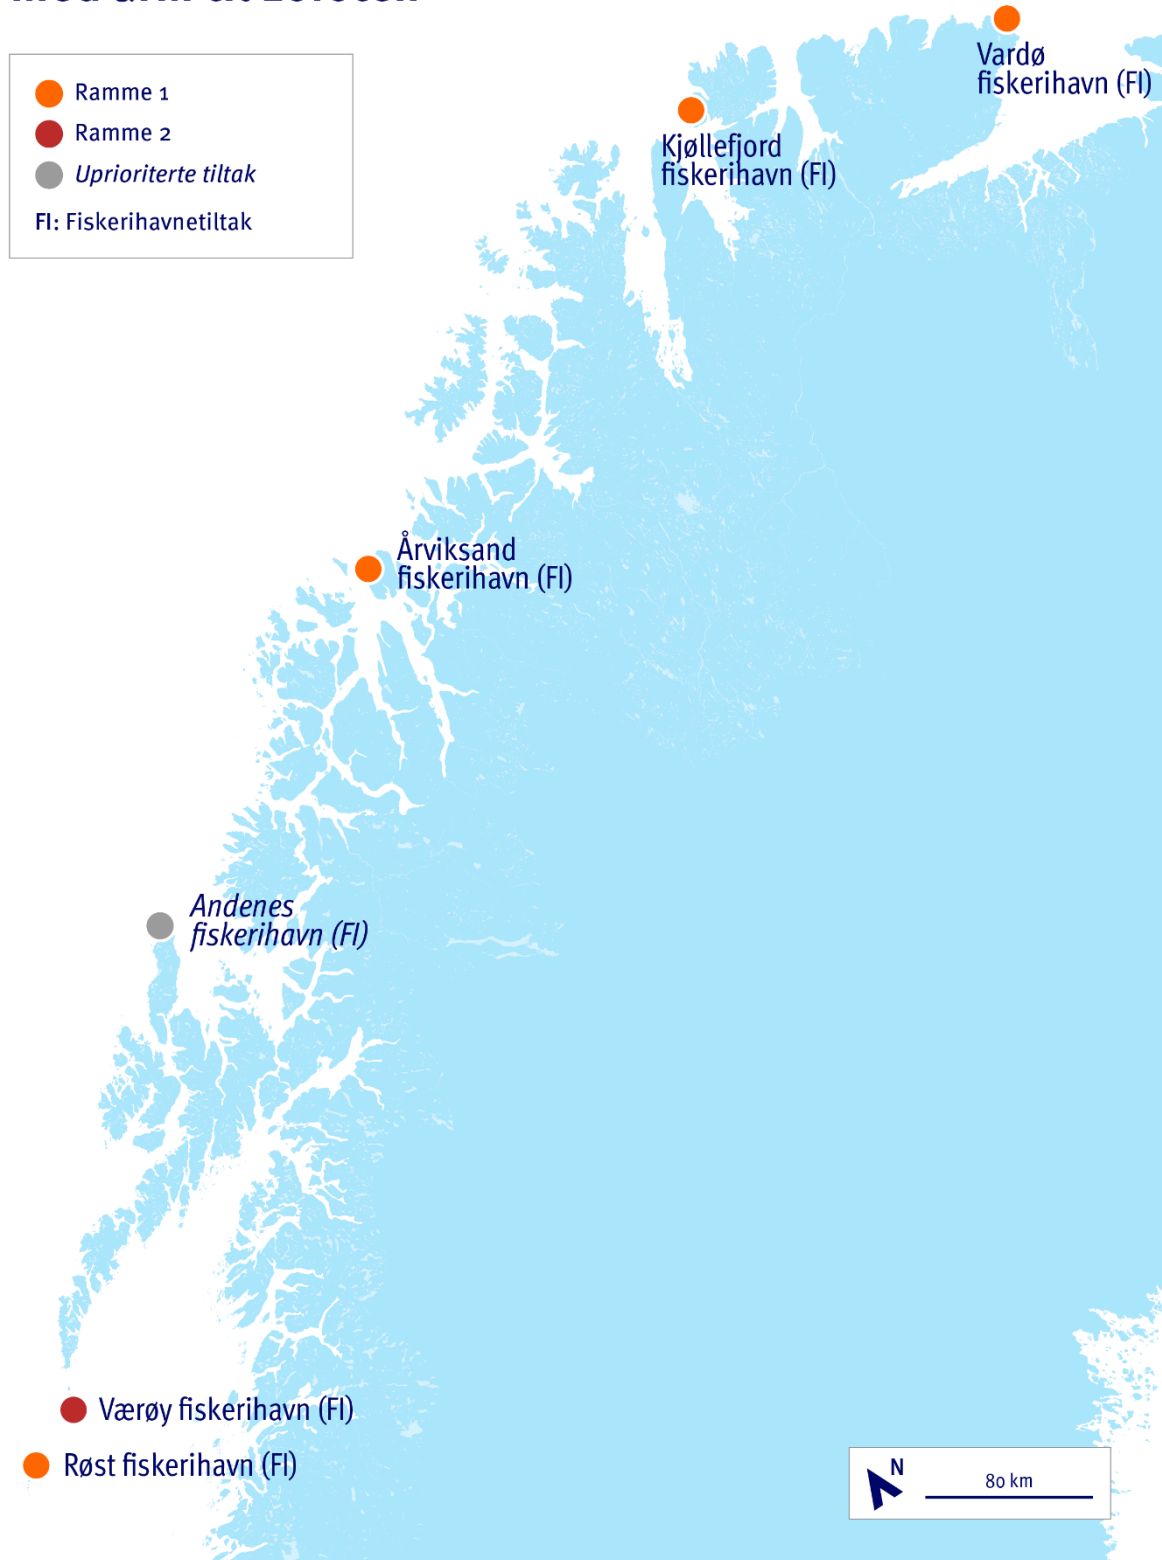 Ramme 1
Ramme 2
Uprioriterte tiltak
FI: Fiskerihavnetiltak
Vardø
fiskerihavn (FI)
Kjøllefjord
fiskerihavn (FI)
Årviksand
fiskerihavn (FI)
Andenes
fiskerihavn (FI)
Værøy fiskerihavn (FI)
Røst fiskerihavn (FI)
N
80 km